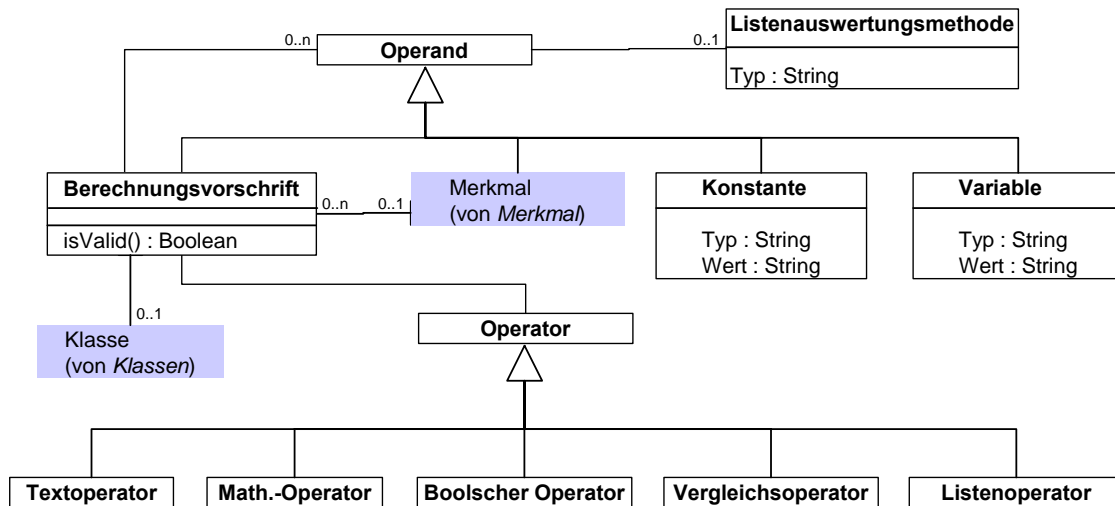 0..n
Operand
0..1
Listenauswertungsmethode
Typ : String
Berechnungsvorschrift
isValid() : Boolean
0..n
0..1
Merkmal
(von Merkmal)
Konstante
Typ : String
Wert : String
Variable
Typ : String
Wert : String
0..1
Klasse
(von Klassen)
Operator
Textoperator
Math.-Operator
Boolscher Operator
Vergleichsoperator
Listenoperator